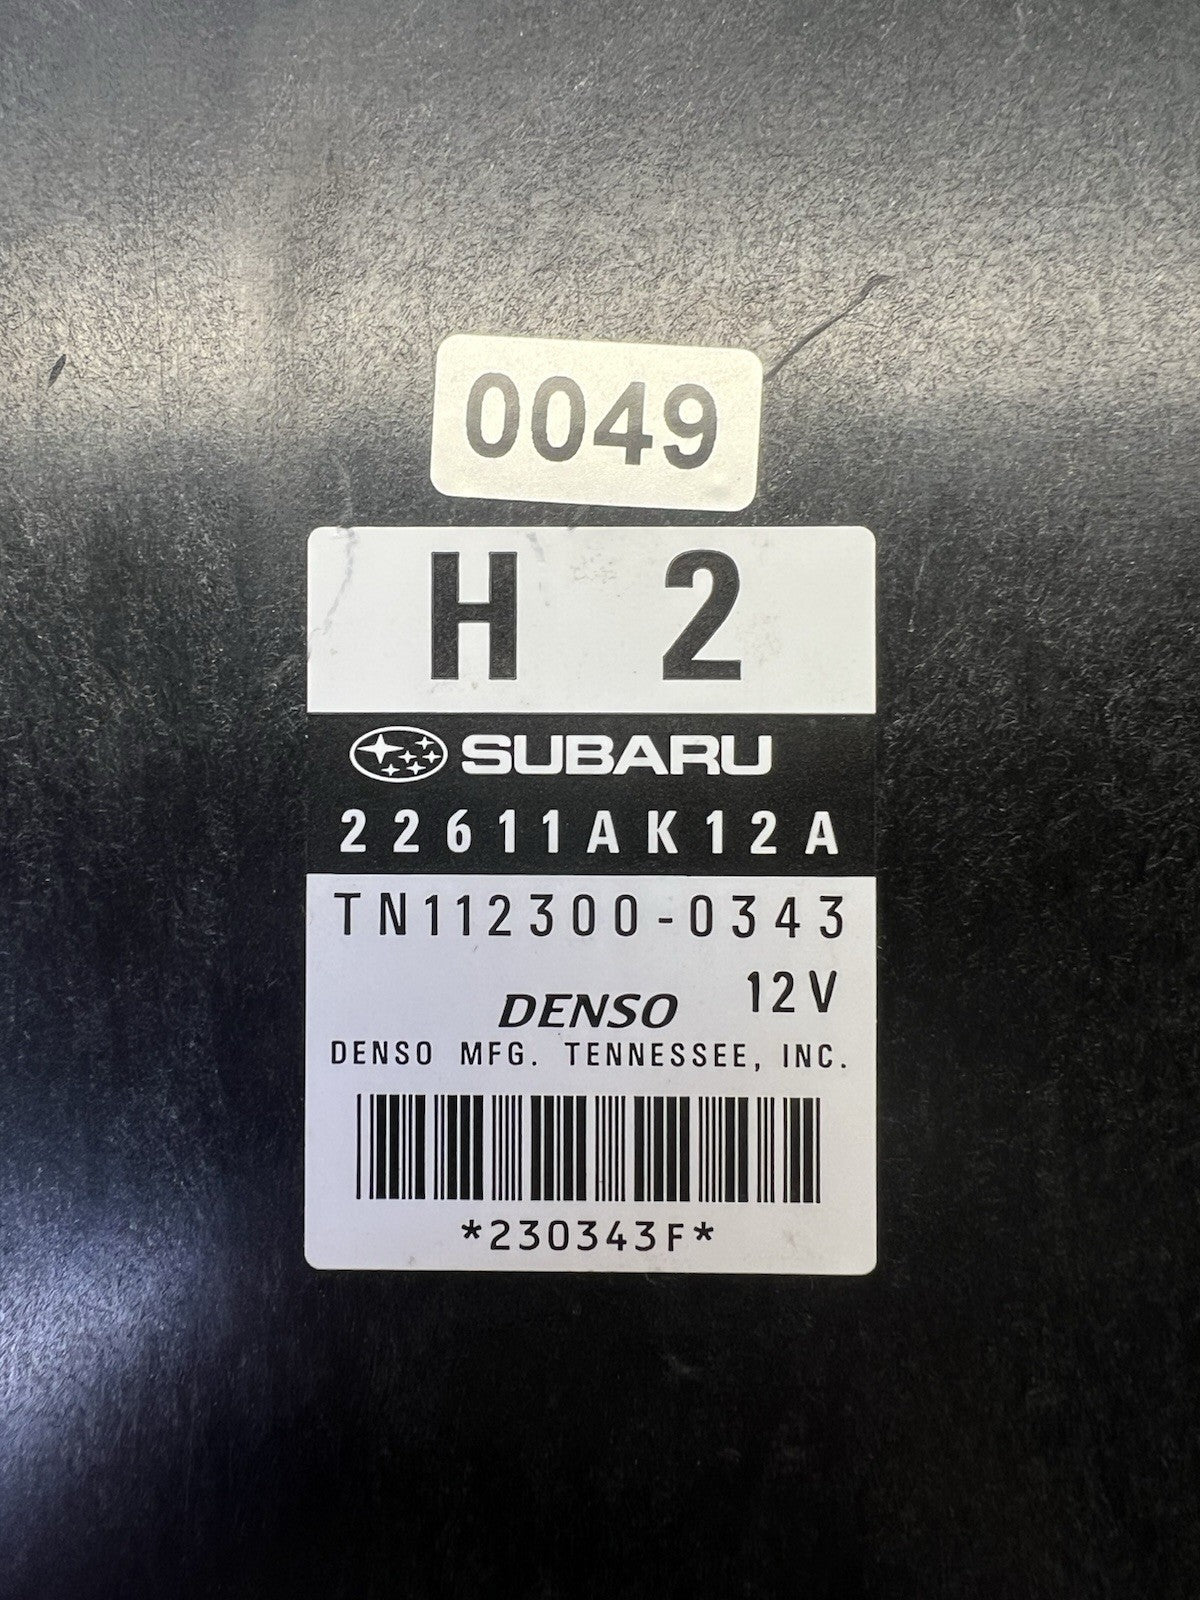 0049
H 2
SUBARU
22611AK12A
TN112300-0343
12V
DENSO
DENSO MFG. TENNESSEE, INC.
*230343F*